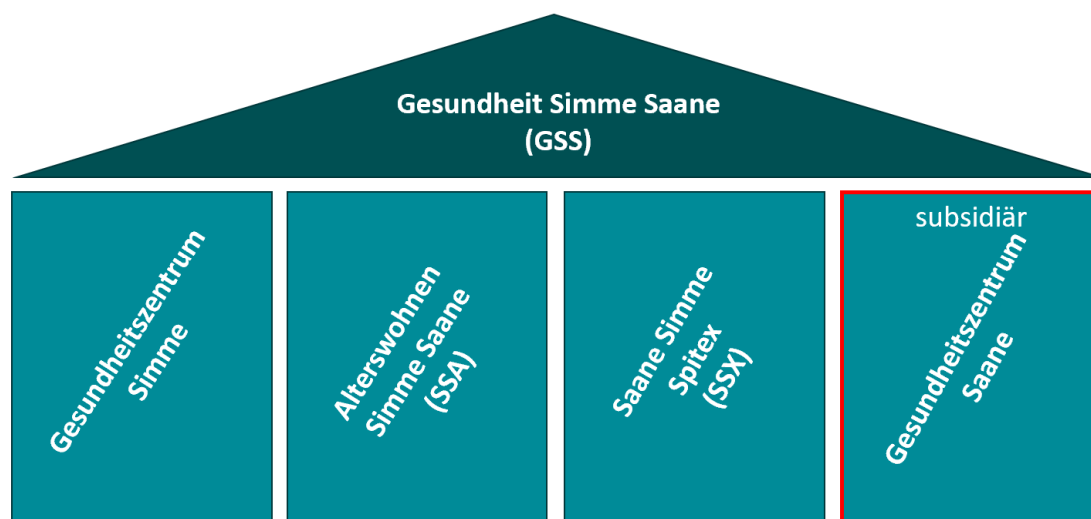 Gesundheit Simme Saane
(GSS)
Gesundheitszentrum
Simme
Alterswohnen
Simme Saane
(SSA)
Saane Simme
Spitex
(SSX)
subsidiär
Gesundheitszentrum
Saane